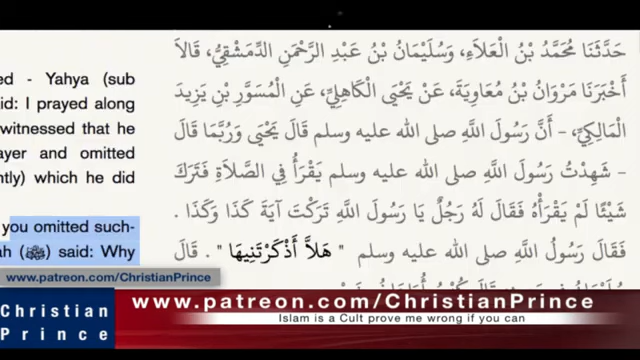 حَدَّثَنَا مُحَمَّدُ بْنُ الْعَلاَءِ، وَسُلَيْمَانُ بْنُ عَبْدِ الرَّحْمَنِ الدِّمَشْقِيُّ، قَالاَ
أَخْبَرَنَا مَرْوَانُ بْنُ مُعَاوِيَةَ، عَنْ يَحْيَى الْكَاهِلِيِّ، عَنِ الْمُسَوَّرِ بْنِ يَزِيدَ
الْمَالِكِيِّ، - أَنَّ رَسُولَ اللَّهِ صلى الله عليه وسلم قَالَ يَحْيَى وَرُبَّمَا قَالَ
- شَهِدْتُ رَسُولَ اللَّهِ صلى الله عليه وسلم يَقْرَأُ فِي الصَّلاَةِ فَتَرَكَ
شَيْئًا لَمْ يَقْرَأْهُ فَقَالَ لَهُ رَجُلٌ يَا رَسُولَ اللَّهِ تَرَكْتَ آيَةَ كَذَا وَكَذَا .
فَقَالَ رَسُولُ اللَّهِ صلى الله عليه وسلم " هَلاَّ أَذْكَرْتَنِيهَا " . قَالَ
ed - Yahya (sub
aid: I prayed along
witnessed that he
ayer and omitted
ntly) which he did
you omitted such-
ah (ﷺ) said: Why
www.patreon.com/ChristianPrince
Christian
Prince
www.patreon.com/ChristianPrince
Islam is a Cult prove me wrong if you can